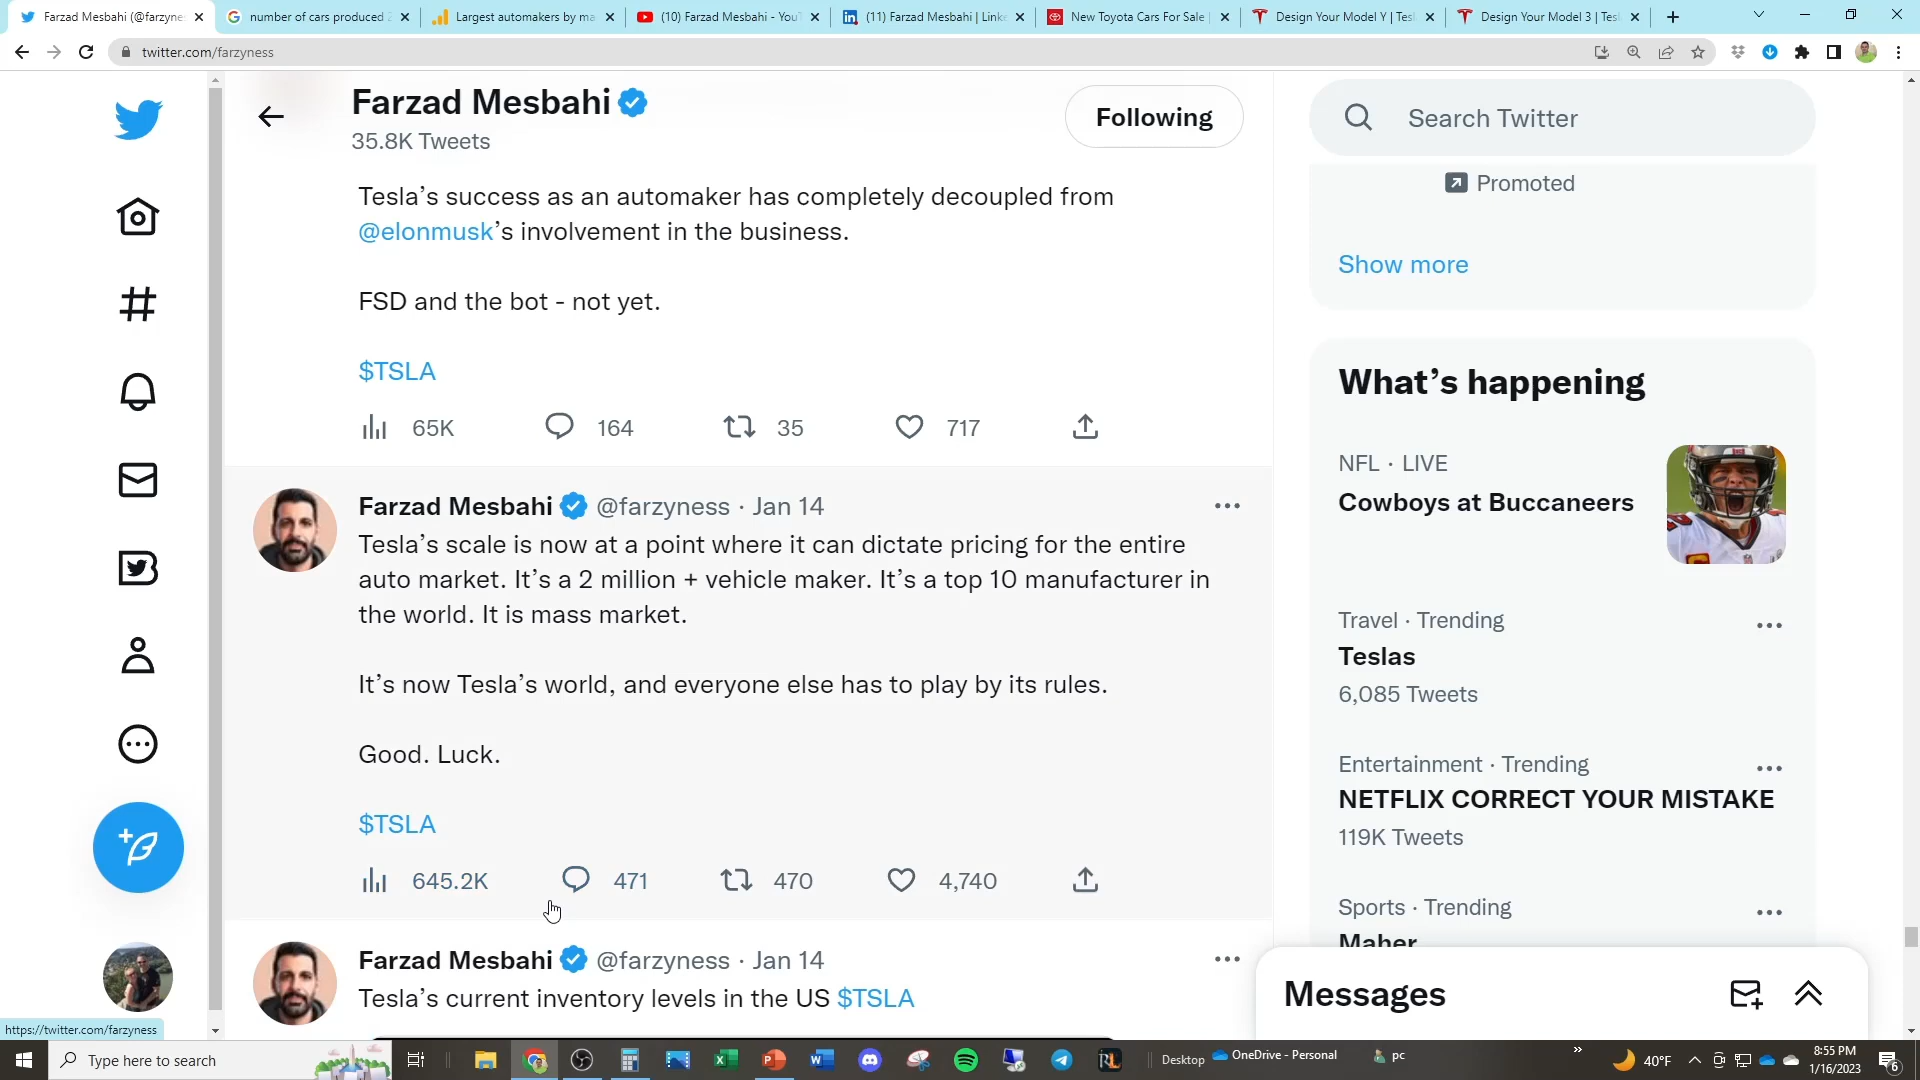 Farzad Mesbahi (@farzynes
number of cars produced 2
Largest automakers by ma
(10) Farzad Mesbahi - YouT
(11) Farzad Mesbahi | Linke
New Toyota Cars For Sale |
Design Your Model Y | Tesl
Design Your Model 3 | Tesl
twitter.com/farzyness
Farzad Mesbahi
35.8K Tweets
Following
Tesla’s success as an automaker has completely decoupled from
@elonmusk’s involvement in the business.
FSD and the bot - not yet.
$TSLA
65K 164 35 717
Farzad Mesbahi @farzyness · Jan 14
Tesla’s scale is now at a point where it can dictate pricing for the entire
auto market. It’s a 2 million + vehicle maker. It’s a top 10 manufacturer in
the world. It is mass market.
It’s now Tesla’s world, and everyone else has to play by its rules.
Good. Luck.
$TSLA
645.2K 471 470 4,740
Farzad Mesbahi @farzyness · Jan 14
Tesla’s current inventory levels in the US $TSLA
Search Twitter
Promoted
Show more
What’s happening
NFL · LIVE
Cowboys at Buccaneers
Travel · Trending
Teslas
6,085 Tweets
Entertainment · Trending
NETFLIX CORRECT YOUR MISTAKE
119K Tweets
Sports · Trending
Maher
Messages
https://twitter.com/farzyness
Type here to search
Desktop
OneDrive - Personal
pc
40°F
8:55 PM
1/16/2023
6